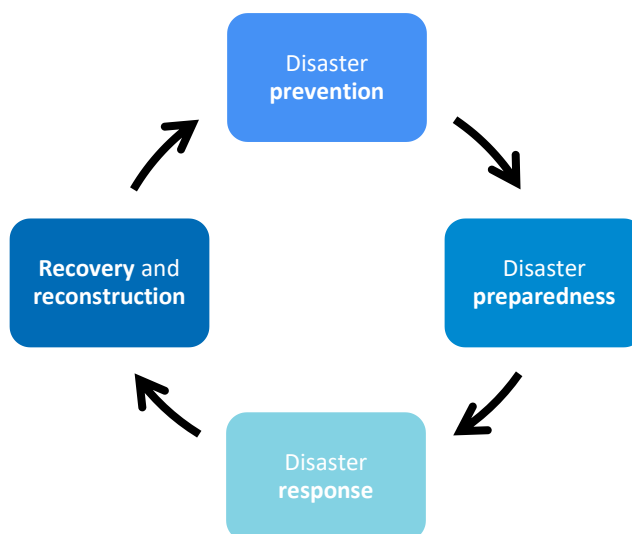 Disaster
prevention
Recovery and
reconstruction
Disaster
preparedness
Disaster
response